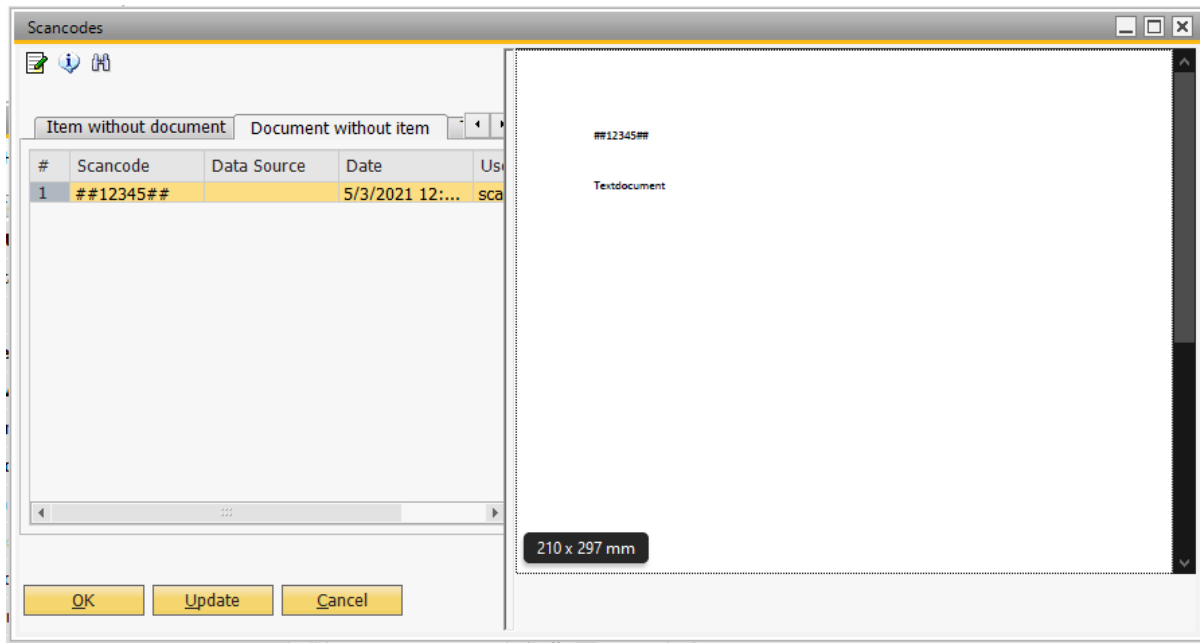 Scancodes
Item without document Document without item
# Scancode Data Source Date
1 ##12345## 5/3/2021 12:... sca
##12345##
Textdocument
210 x 297 mm
OK Update Cancel